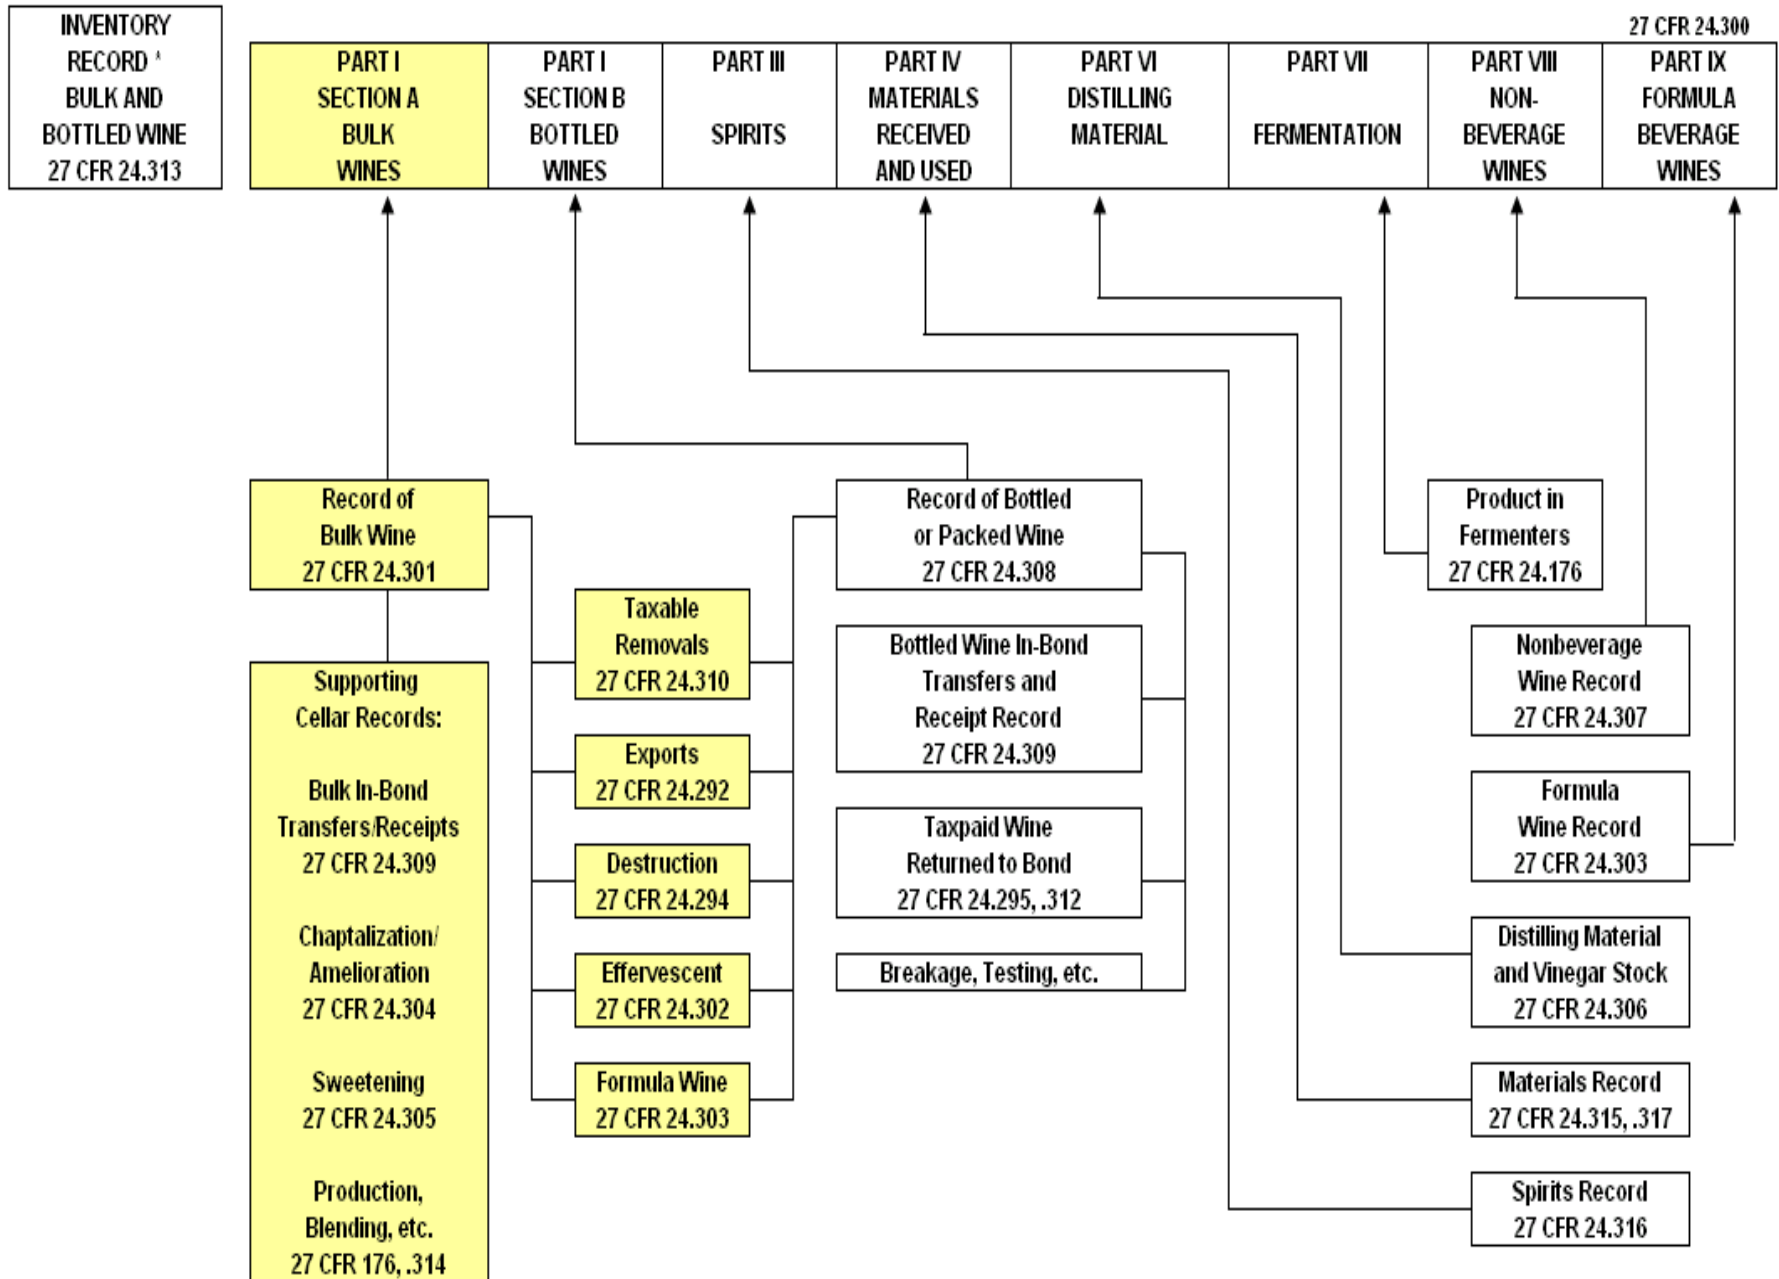 INVENTORY
RECORD *
BULK AND
BOTTLED WINE
27 CFR 24.313
27 CFR 24.300
PART I
SECTION A
BULK
WINES
PART I
SECTION B
BOTTLED
WINES
PART III
SPIRITS
PART IV
MATERIALS
RECEIVED
AND USED
PART VI
DISTILLING
MATERIAL
PART VII
FERMENTATION
PART VIII
NON-
BEVERAGE
WINES
PART IX
FORMULA
BEVERAGE
WINES
Record of
Bulk Wine
27 CFR 24.301
Supporting
Cellar Records:
Bulk In-Bond
Transfers/Receipts
27 CFR 24.309
Chaptalization/
Amelioration
27 CFR 24.304
Sweetening
27 CFR 24.305
Production,
Blending, etc.
27 CFR 176, .314
Taxable
Removals
27 CFR 24.310
Exports
27 CFR 24.292
Destruction
27 CFR 24.294
Effervescent
27 CFR 24.302
Formula Wine
27 CFR 24.303
Record of Bottled
or Packed Wine
27 CFR 24.308
Bottled Wine In-Bond
Transfers and
Receipt Record
27 CFR 24.309
Taxpaid Wine
Returned to Bond
27 CFR 24.295, .312
Breakage, Testing, etc.
Product in
Fermenters
27 CFR 24.176
Nonbeverage
Wine Record
27 CFR 24.307
Formula
Wine Record
27 CFR 24.303
Distilling Material
and Vinegar Stock
27 CFR 24.306
Materials Record
27 CFR 24.315, .317
Spirits Record
27 CFR 24.316